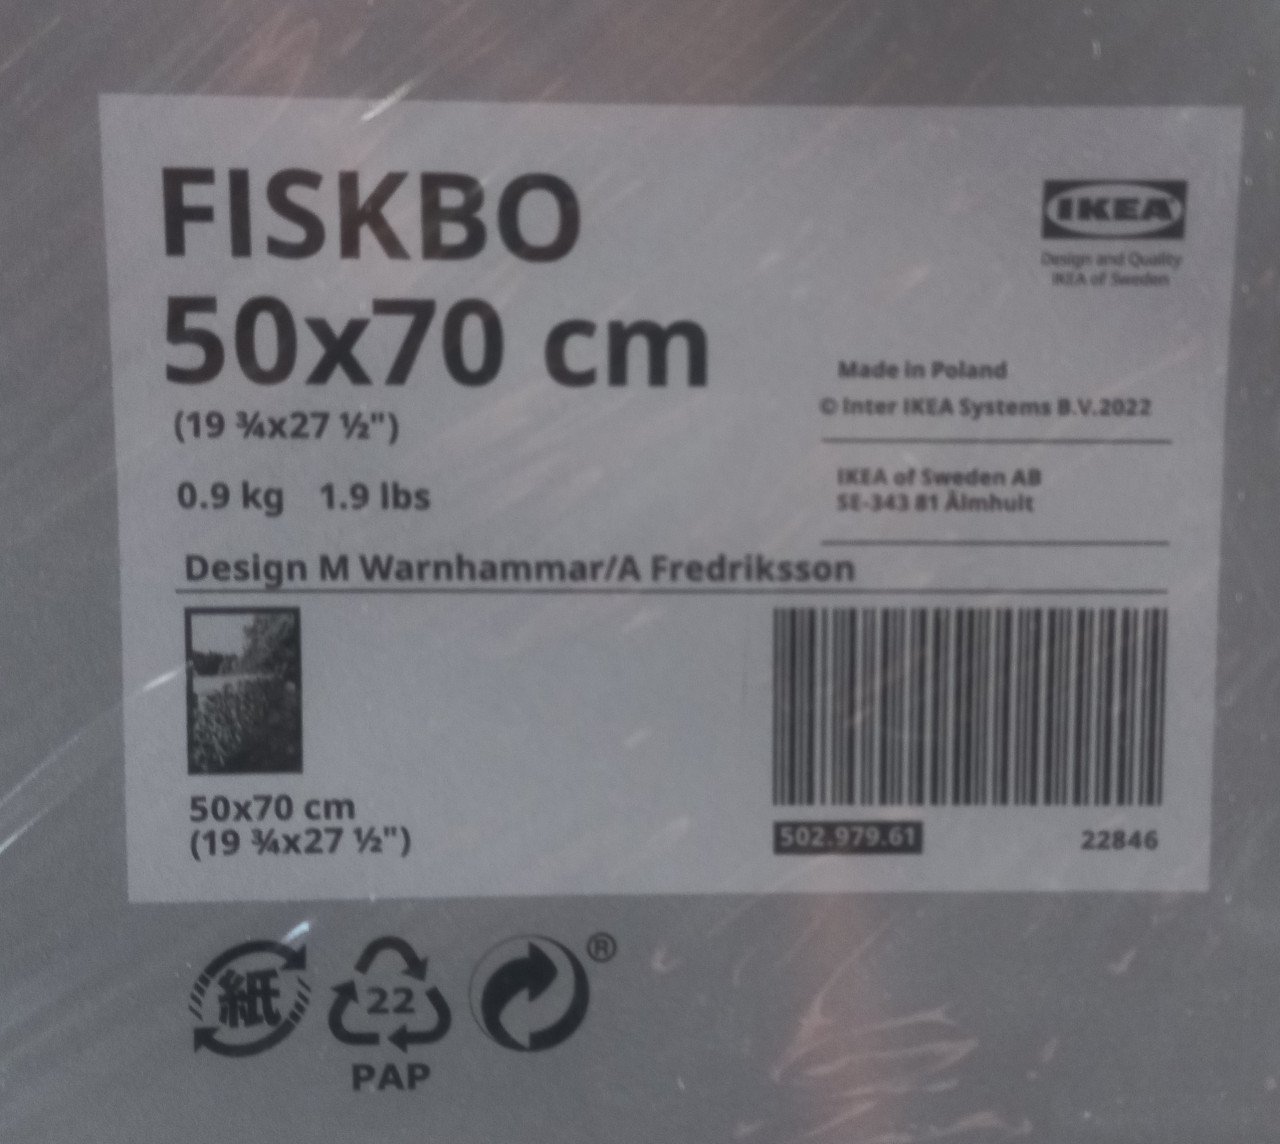 FISKBO
50x70 cm
(19 ¾x27 ½")
0.9 kg 1.9 lbs
Design M Warnhammar/A Fredriksson
IKEA
Design and Quality
IKEA of Sweden
Made in Poland
© Inter IKEA Systems B.V.2022
IKEA of Sweden AB
SE-343 81 Älmhult
50x70 cm
(19 ¾x27 ½")
502.979.61
22846
紙
22
PAP
®